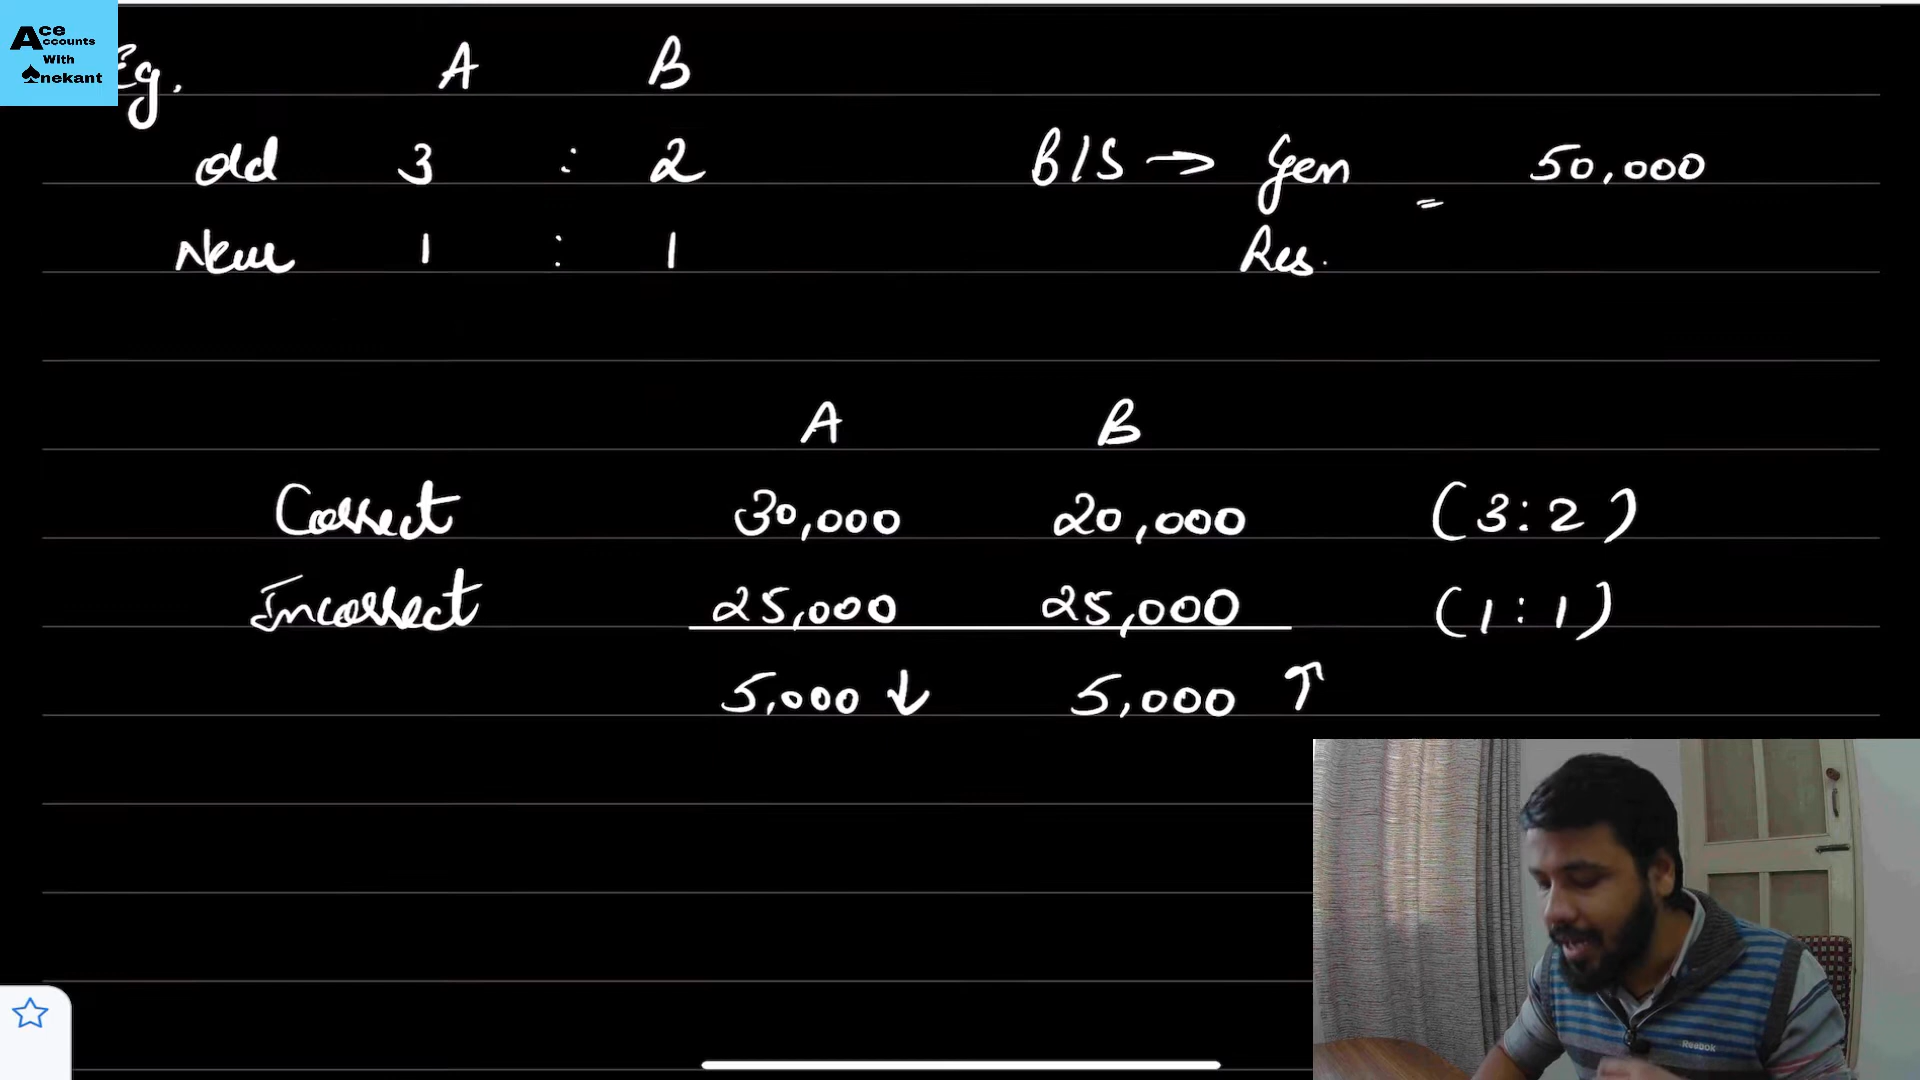 Ace
Accounts
With
Anekant
Eg. A B
Old 3 : 2 B/S → Gen = 50,000
New 1 : 1 Res.
A B
Correct 30,000 20,000 (3:2)
Incorrect 25,000 25,000 (1:1)
5,000 ↓ 5,000 ↑
Reebok